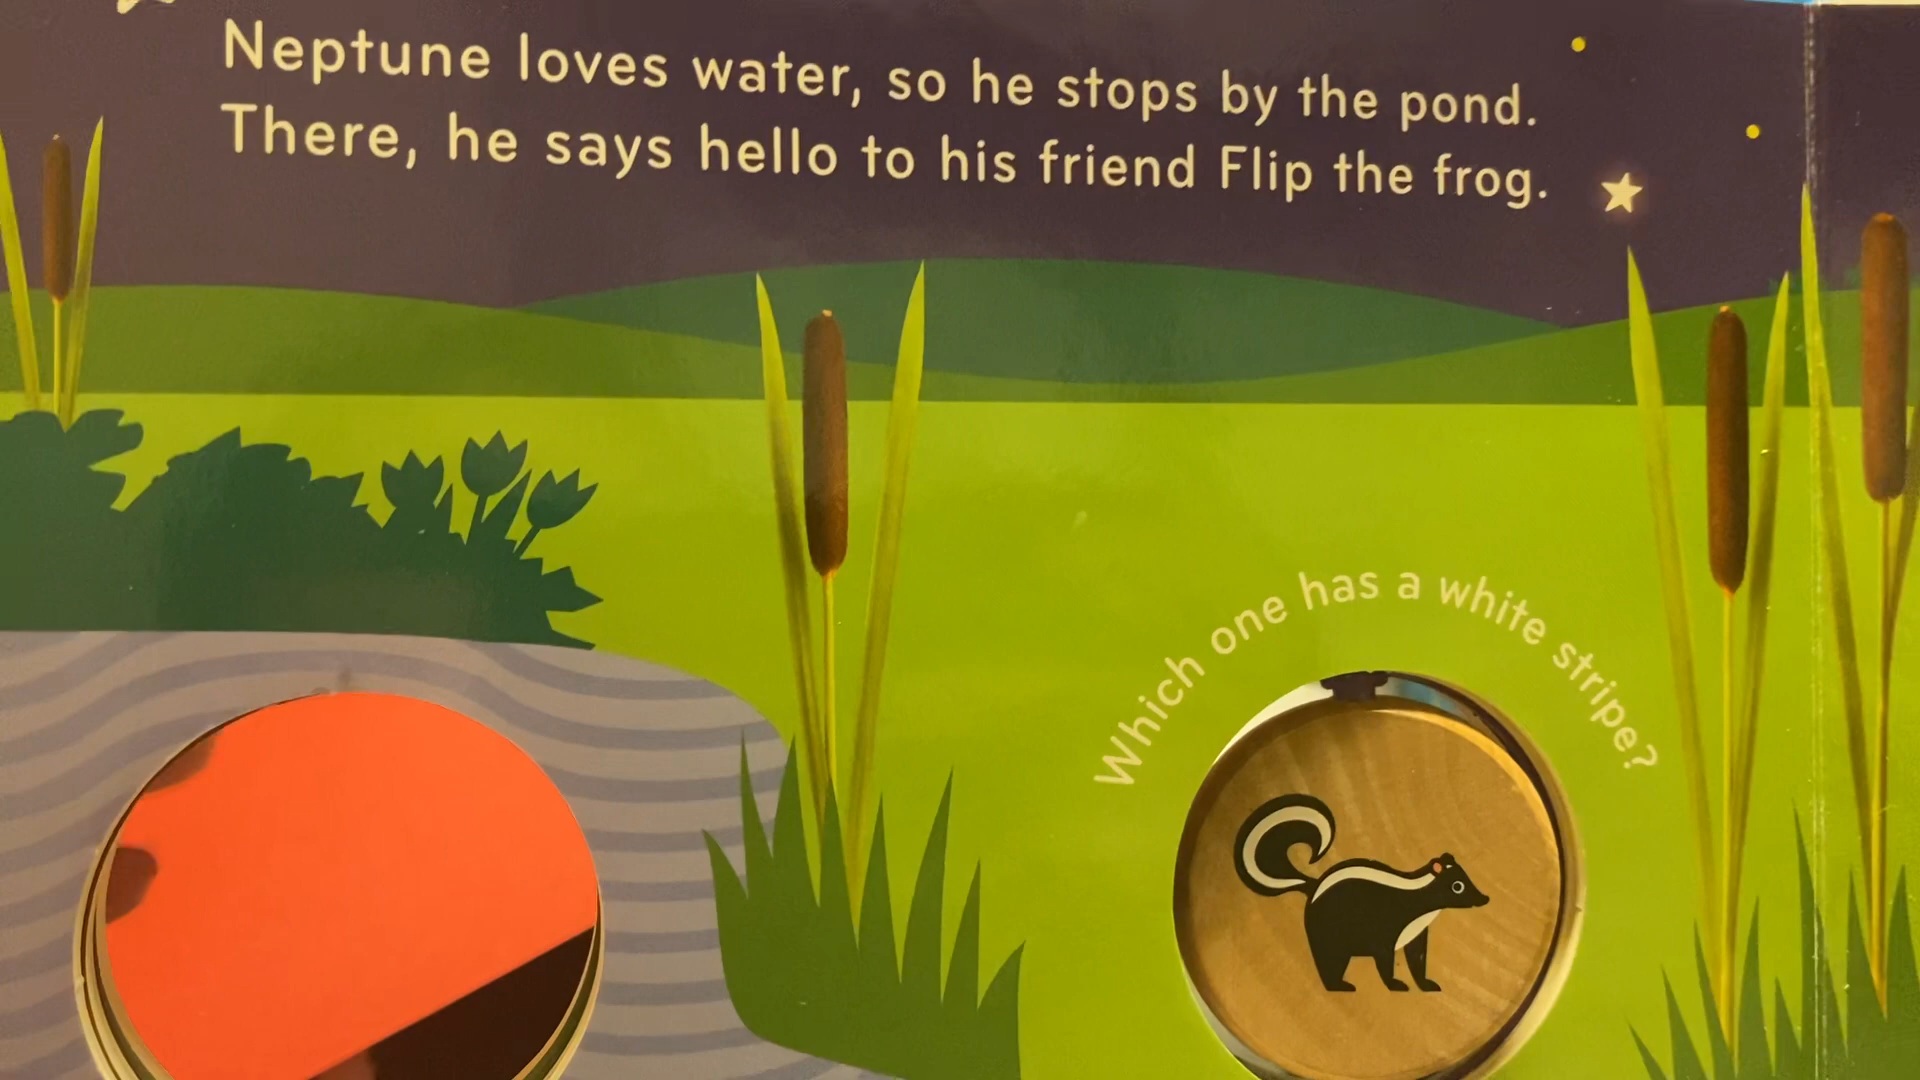 Neptune loves water, so he stops by the pond.
There, he says hello to his friend Flip the frog.
Which one has a white stripe?